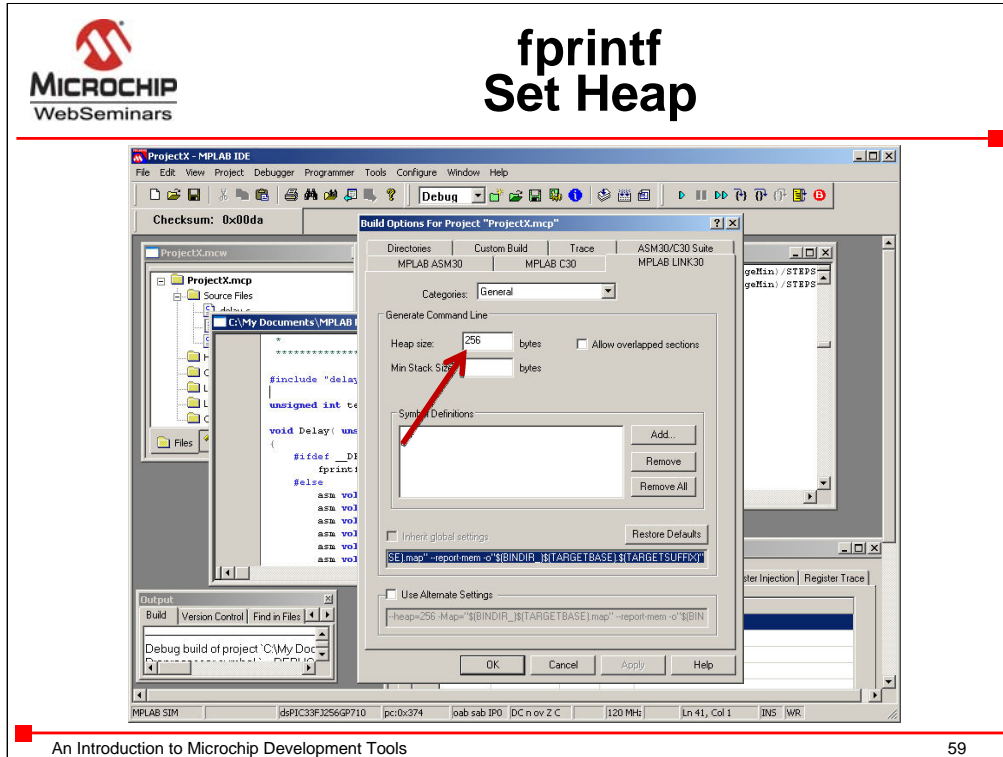 MICROCHIP
WebSeminars
fprintf
Set Heap
ProjectX - MPLAB IDE
File Edit View Project Debugger Programmer Tools Configure Window Help
Debug
Checksum: 0x00da
Build Options For Project "ProjectX.mcp"
ProjectX.mcw
Directories Custom Build Trace ASM30/C30 Suite
MPLAB ASM30 MPLAB C30 MPLAB LINK30
geMin)/STEPS
geMin)/STEPS
ProjectX.mcp
Source Files
delay.c
Categories: General
Generate Command Line
C:\My Documents\MPLAB
Heap size: 256 bytes Allow overlapped sections
Min Stack Size: bytes
*
#include "delay
unsigned int te
void Delay( uns
{
#ifdef __DE
fprintf
#else
asm vol
asm vol
asm vol
asm vol
asm vol
asm vol
Files
Symbol Definitions
Add...
Remove
Remove All
Inherit global settings Restore Defaults
SE).map" --report-mem -o"$(BINDIR_)$(TARGETBASE).$(TARGETSUFFIX)"
Use Alternate Settings
--heap=256 -Map="$(BINDIR_)$(TARGETBASE).map" --report-mem -o"$(BIN
ster Injection Register Trace
Output
Build Version Control Find in Files
Debug build of project `C:\My Doc
OK Cancel Apply Help
MPLAB SIM dsPIC33FJ256GP710 pc:0x374 oab sab IP0 DC n ov Z C 120 MHz Ln 41, Col 1 INS WR
An Introduction to Microchip Development Tools 59